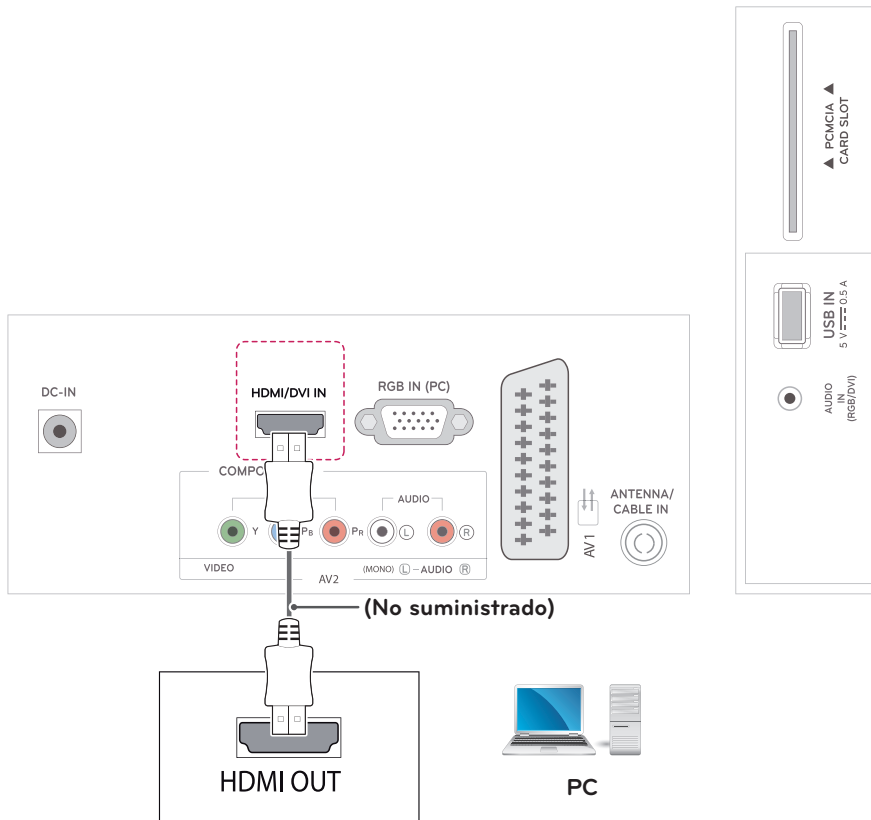 ▲ PCMCIA ▲
CARD SLOT
USB IN
5 V 0.5 A
AUDIO
IN
(RGB/DVI)
DC-IN
HDMI/DVI IN
RGB IN (PC)
COMPO
AUDIO
Y
PB
PR
L
R
VIDEO
AV2
(MONO) L - AUDIO R
AV1
ANTENNA/
CABLE IN
(No suministrado)
HDMI OUT
PC